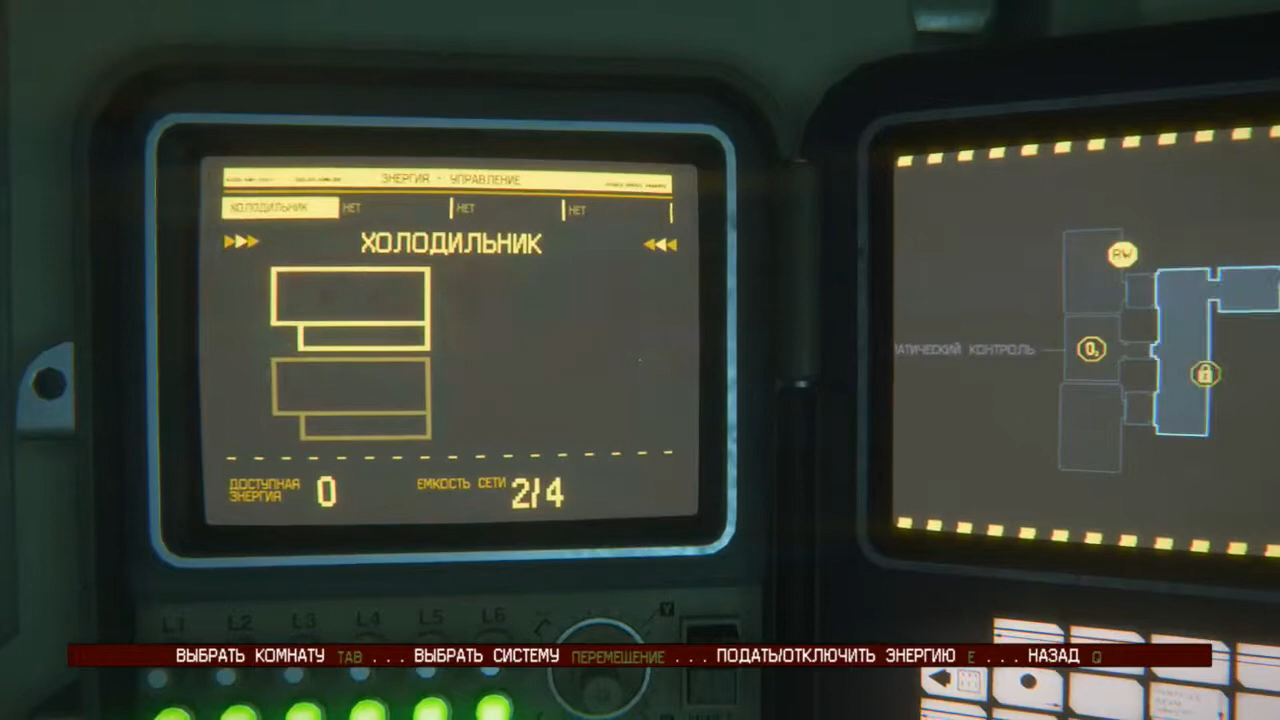 ЭНЕРГИЯ - УПРАВЛЕНИЕ
ХОЛОДИЛЬНИК НЕТ НЕТ НЕТ
ХОЛОДИЛЬНИК
ДОСТУПНАЯ ЭНЕРГИЯ 0 ЕМКОСТЬ СЕТИ 2/4
RW
АТИЧЕСКИЙ КОНТРОЛЬ O₂
L1 L2 L3 L4 L5 L6 Y
ВЫБРАТЬ КОМНАТУ TAB ... ВЫБРАТЬ СИСТЕМУ ПЕРЕМЕЩЕНИЕ ... ПОДАТЬ/ОТКЛЮЧИТЬ ЭНЕРГИЮ E ... НАЗАД Q